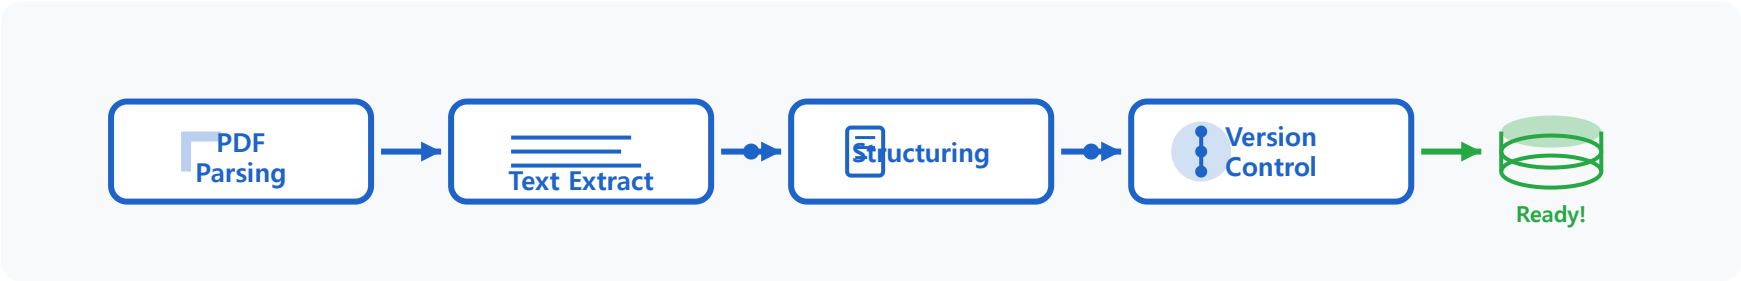 PDF
Parsing
Text Extract
Structuring
Version
Control
Ready!